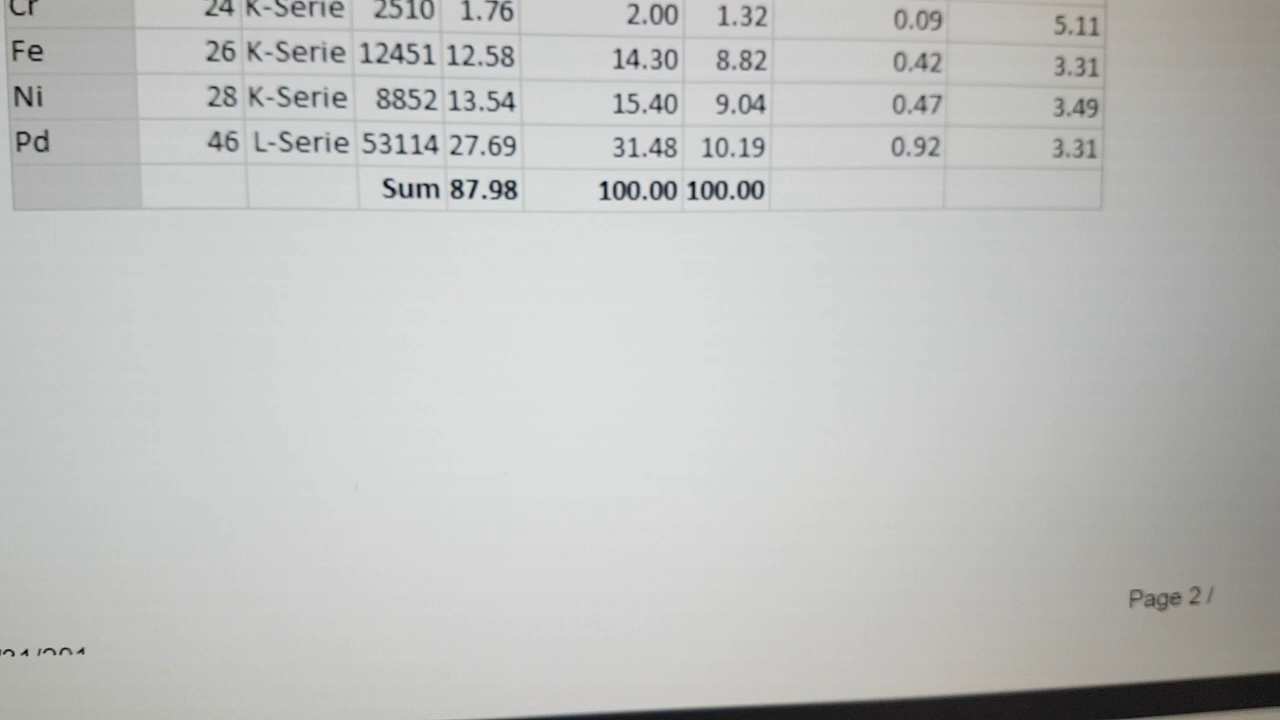 Cr 24 K-Serie 2510 1.76 2.00 1.32 0.09 5.11
Fe 26 K-Serie 12451 12.58 14.30 8.82 0.42 3.31
Ni 28 K-Serie 8852 13.54 15.40 9.04 0.47 3.49
Pd 46 L-Serie 53114 27.69 31.48 10.19 0.92 3.31
Sum 87.98 100.00 100.00
Page 2 /